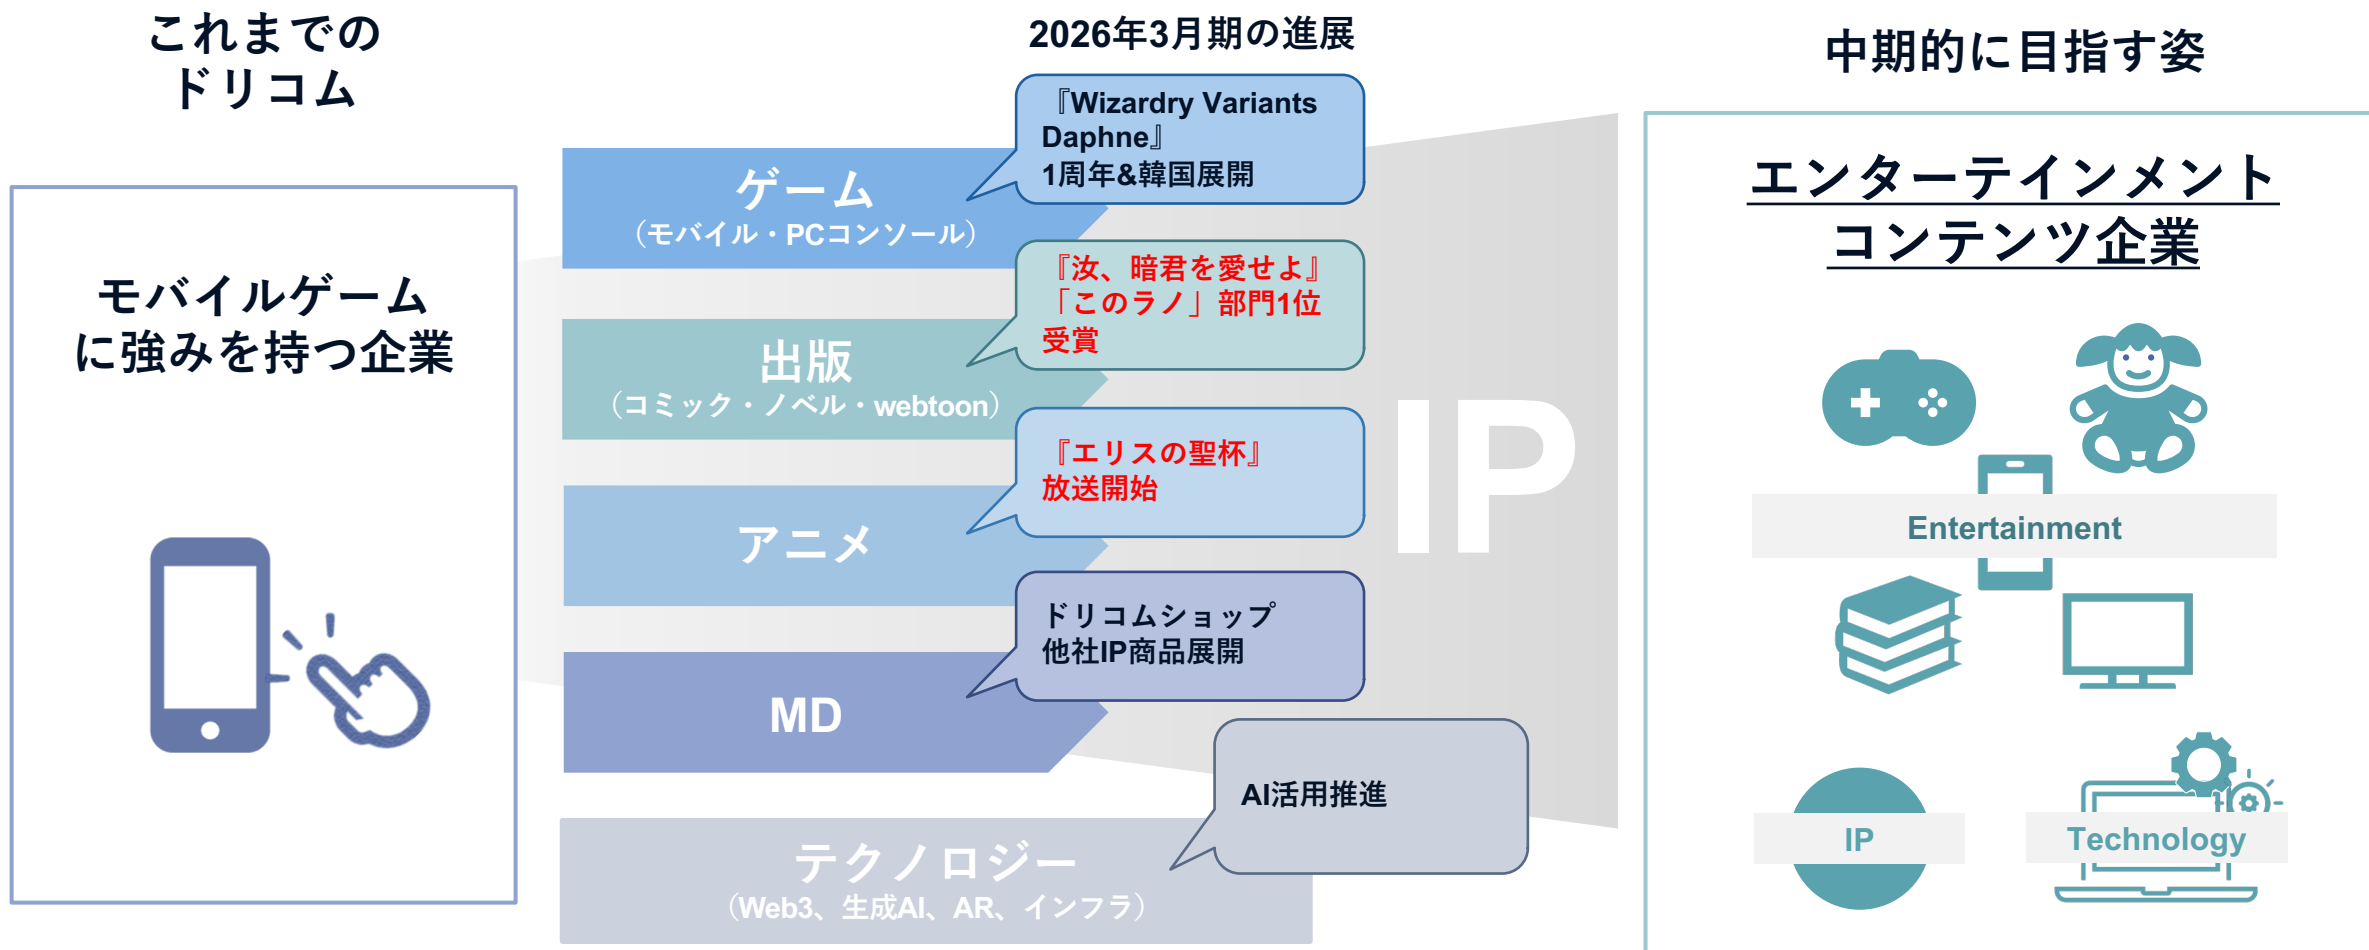 これまでの
ドリコム
モバイルゲーム
に強みを持つ企業
2026年3月期の進展
ゲーム
（モバイル・PCコンソール）
『Wizardry Variants
Daphne』
1周年&韓国展開
出版
（コミック・ノベル・webtoon）
『汝、暗君を愛せよ』
「このラノ」部門1位
受賞
アニメ
『エリスの聖杯』
放送開始
MD
ドリコムショップ
他社IP商品展開
テクノロジー
（Web3、生成AI、AR、インフラ）
AI活用推進
IP
中期的に目指す姿
エンターテインメント
コンテンツ企業
Entertainment
IP
Technology